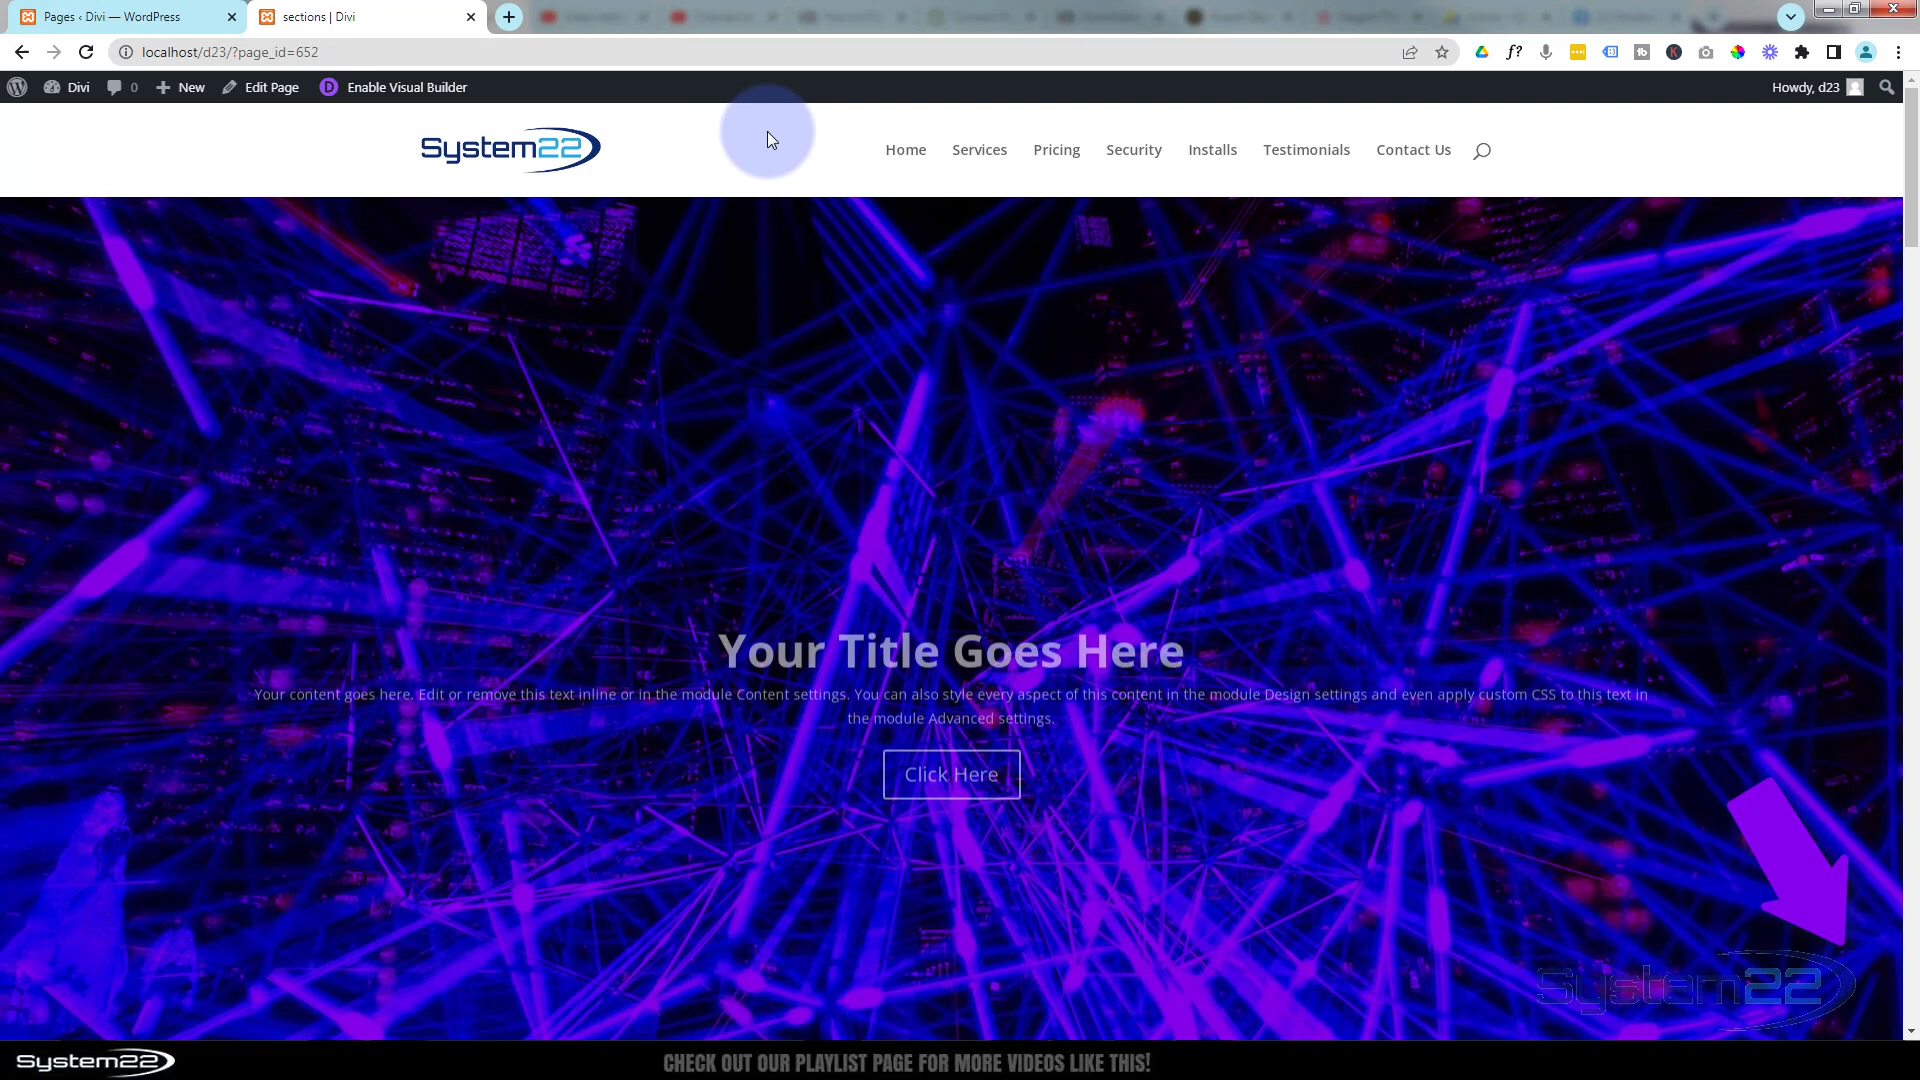 Pages ‹ Divi — WordPress
sections | Divi
localhost/d23/?page_id=652
Divi
0
New
Edit Page
Enable Visual Builder
Howdy, d23
System22
Home
Services
Pricing
Security
Installs
Testimonials
Contact Us
Your Title Goes Here
Your content goes here. Edit or remove this text inline or in the module Content settings. You can also style every aspect of this content in the module Design settings and even apply custom CSS to this text in
the module Advanced settings.
Click Here
System22
System22
CHECK OUT OUR PLAYLIST PAGE FOR MORE VIDEOS LIKE THIS!